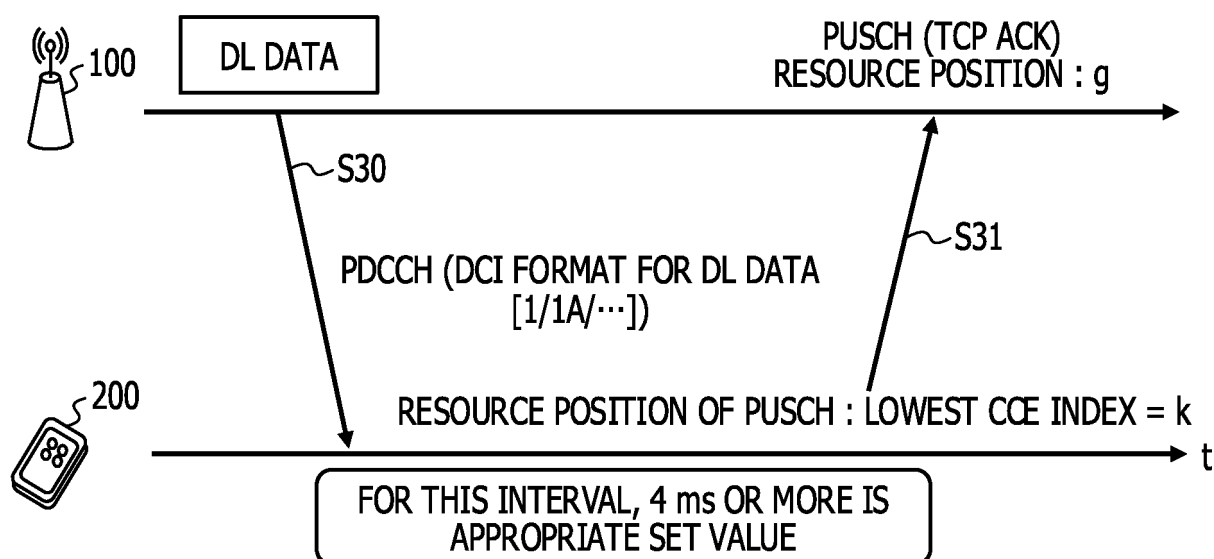 100
DL DATA
PUSCH (TCP ACK)
RESOURCE POSITION : g
S30
S31
PDCCH (DCI FORMAT FOR DL DATA
[1/1A/⋯])
200
RESOURCE POSITION OF PUSCH : LOWEST CCE INDEX = k
t
FOR THIS INTERVAL, 4 ms OR MORE IS
APPROPRIATE SET VALUE